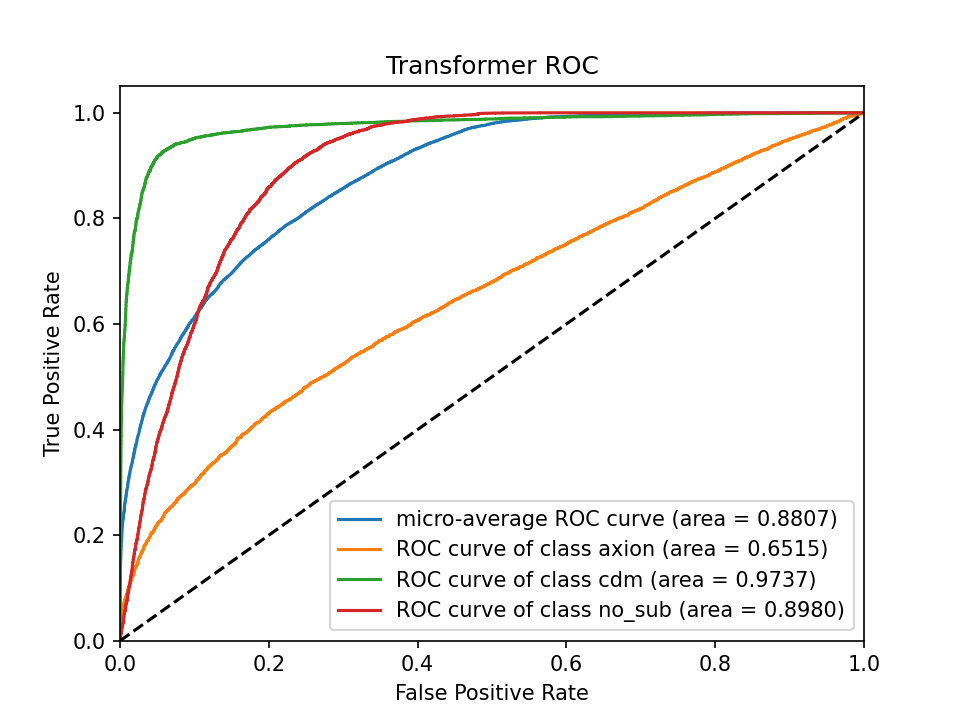 Transformer ROC
1.0
0.8
0.6
0.4
0.2
0.0
True Positive Rate
micro-average ROC curve (area = 0.8807)
ROC curve of class axion (area = 0.6515)
ROC curve of class cdm (area = 0.9737)
ROC curve of class no_sub (area = 0.8980)
0.0 0.2 0.4 0.6 0.8 1.0
False Positive Rate